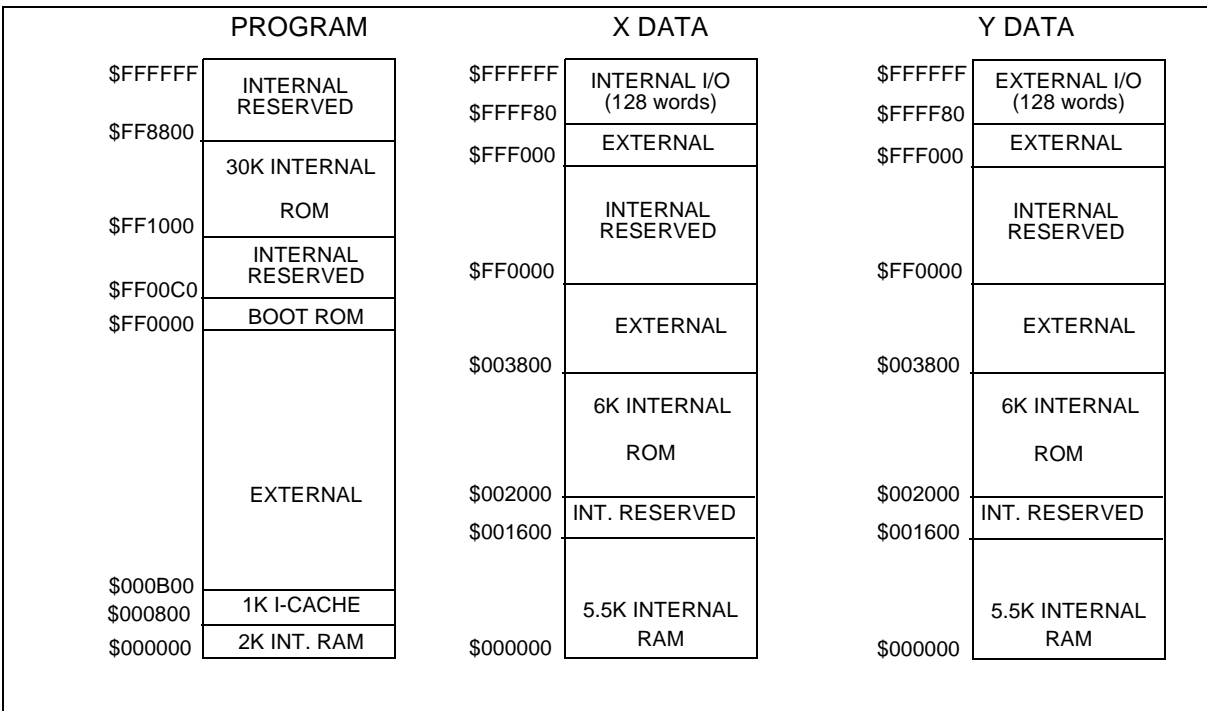 PROGRAM
$FFFFFF
INTERNAL
RESERVED
$FF8800
30K INTERNAL
ROM
$FF1000
INTERNAL
RESERVED
$FF00C0
$FF0000
BOOT ROM
EXTERNAL
$000B00
1K I-CACHE
$000800
2K INT. RAM
$000000
X DATA
$FFFFFF
INTERNAL I/O
(128 words)
$FFFF80
EXTERNAL
$FFF000
INTERNAL
RESERVED
$FF0000
EXTERNAL
$003800
6K INTERNAL
ROM
$002000
INT. RESERVED
$001600
5.5K INTERNAL
RAM
$000000
Y DATA
$FFFFFF
EXTERNAL I/O
(128 words)
$FFFF80
EXTERNAL
$FFF000
INTERNAL
RESERVED
$FF0000
EXTERNAL
$003800
6K INTERNAL
ROM
$002000
INT. RESERVED
$001600
5.5K INTERNAL
RAM
$000000